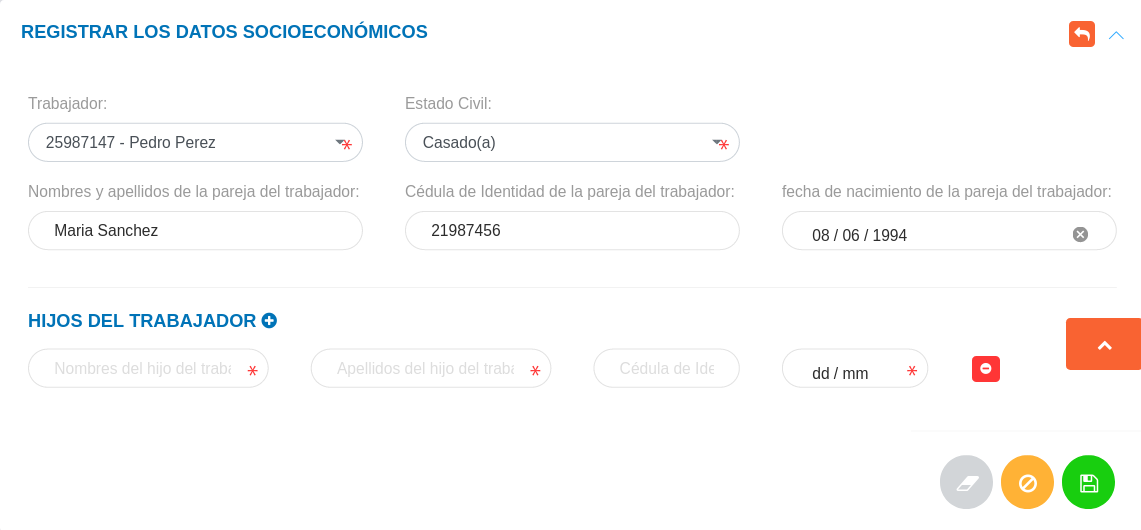 REGISTRAR LOS DATOS SOCIOECONÓMICOS
Trabajador: Estado Civil:
25987147 - Pedro Perez Casado(a)
Nombres y apellidos de la pareja del trabajador: Cédula de Identidad de la pareja del trabajador: fecha de nacimiento de la pareja del trabajador:
Maria Sanchez 21987456 08 / 06 / 1994
HIJOS DEL TRABAJADOR
Nombres del hijo del traba Apellidos del hijo del traba Cédula de Ide dd / mm